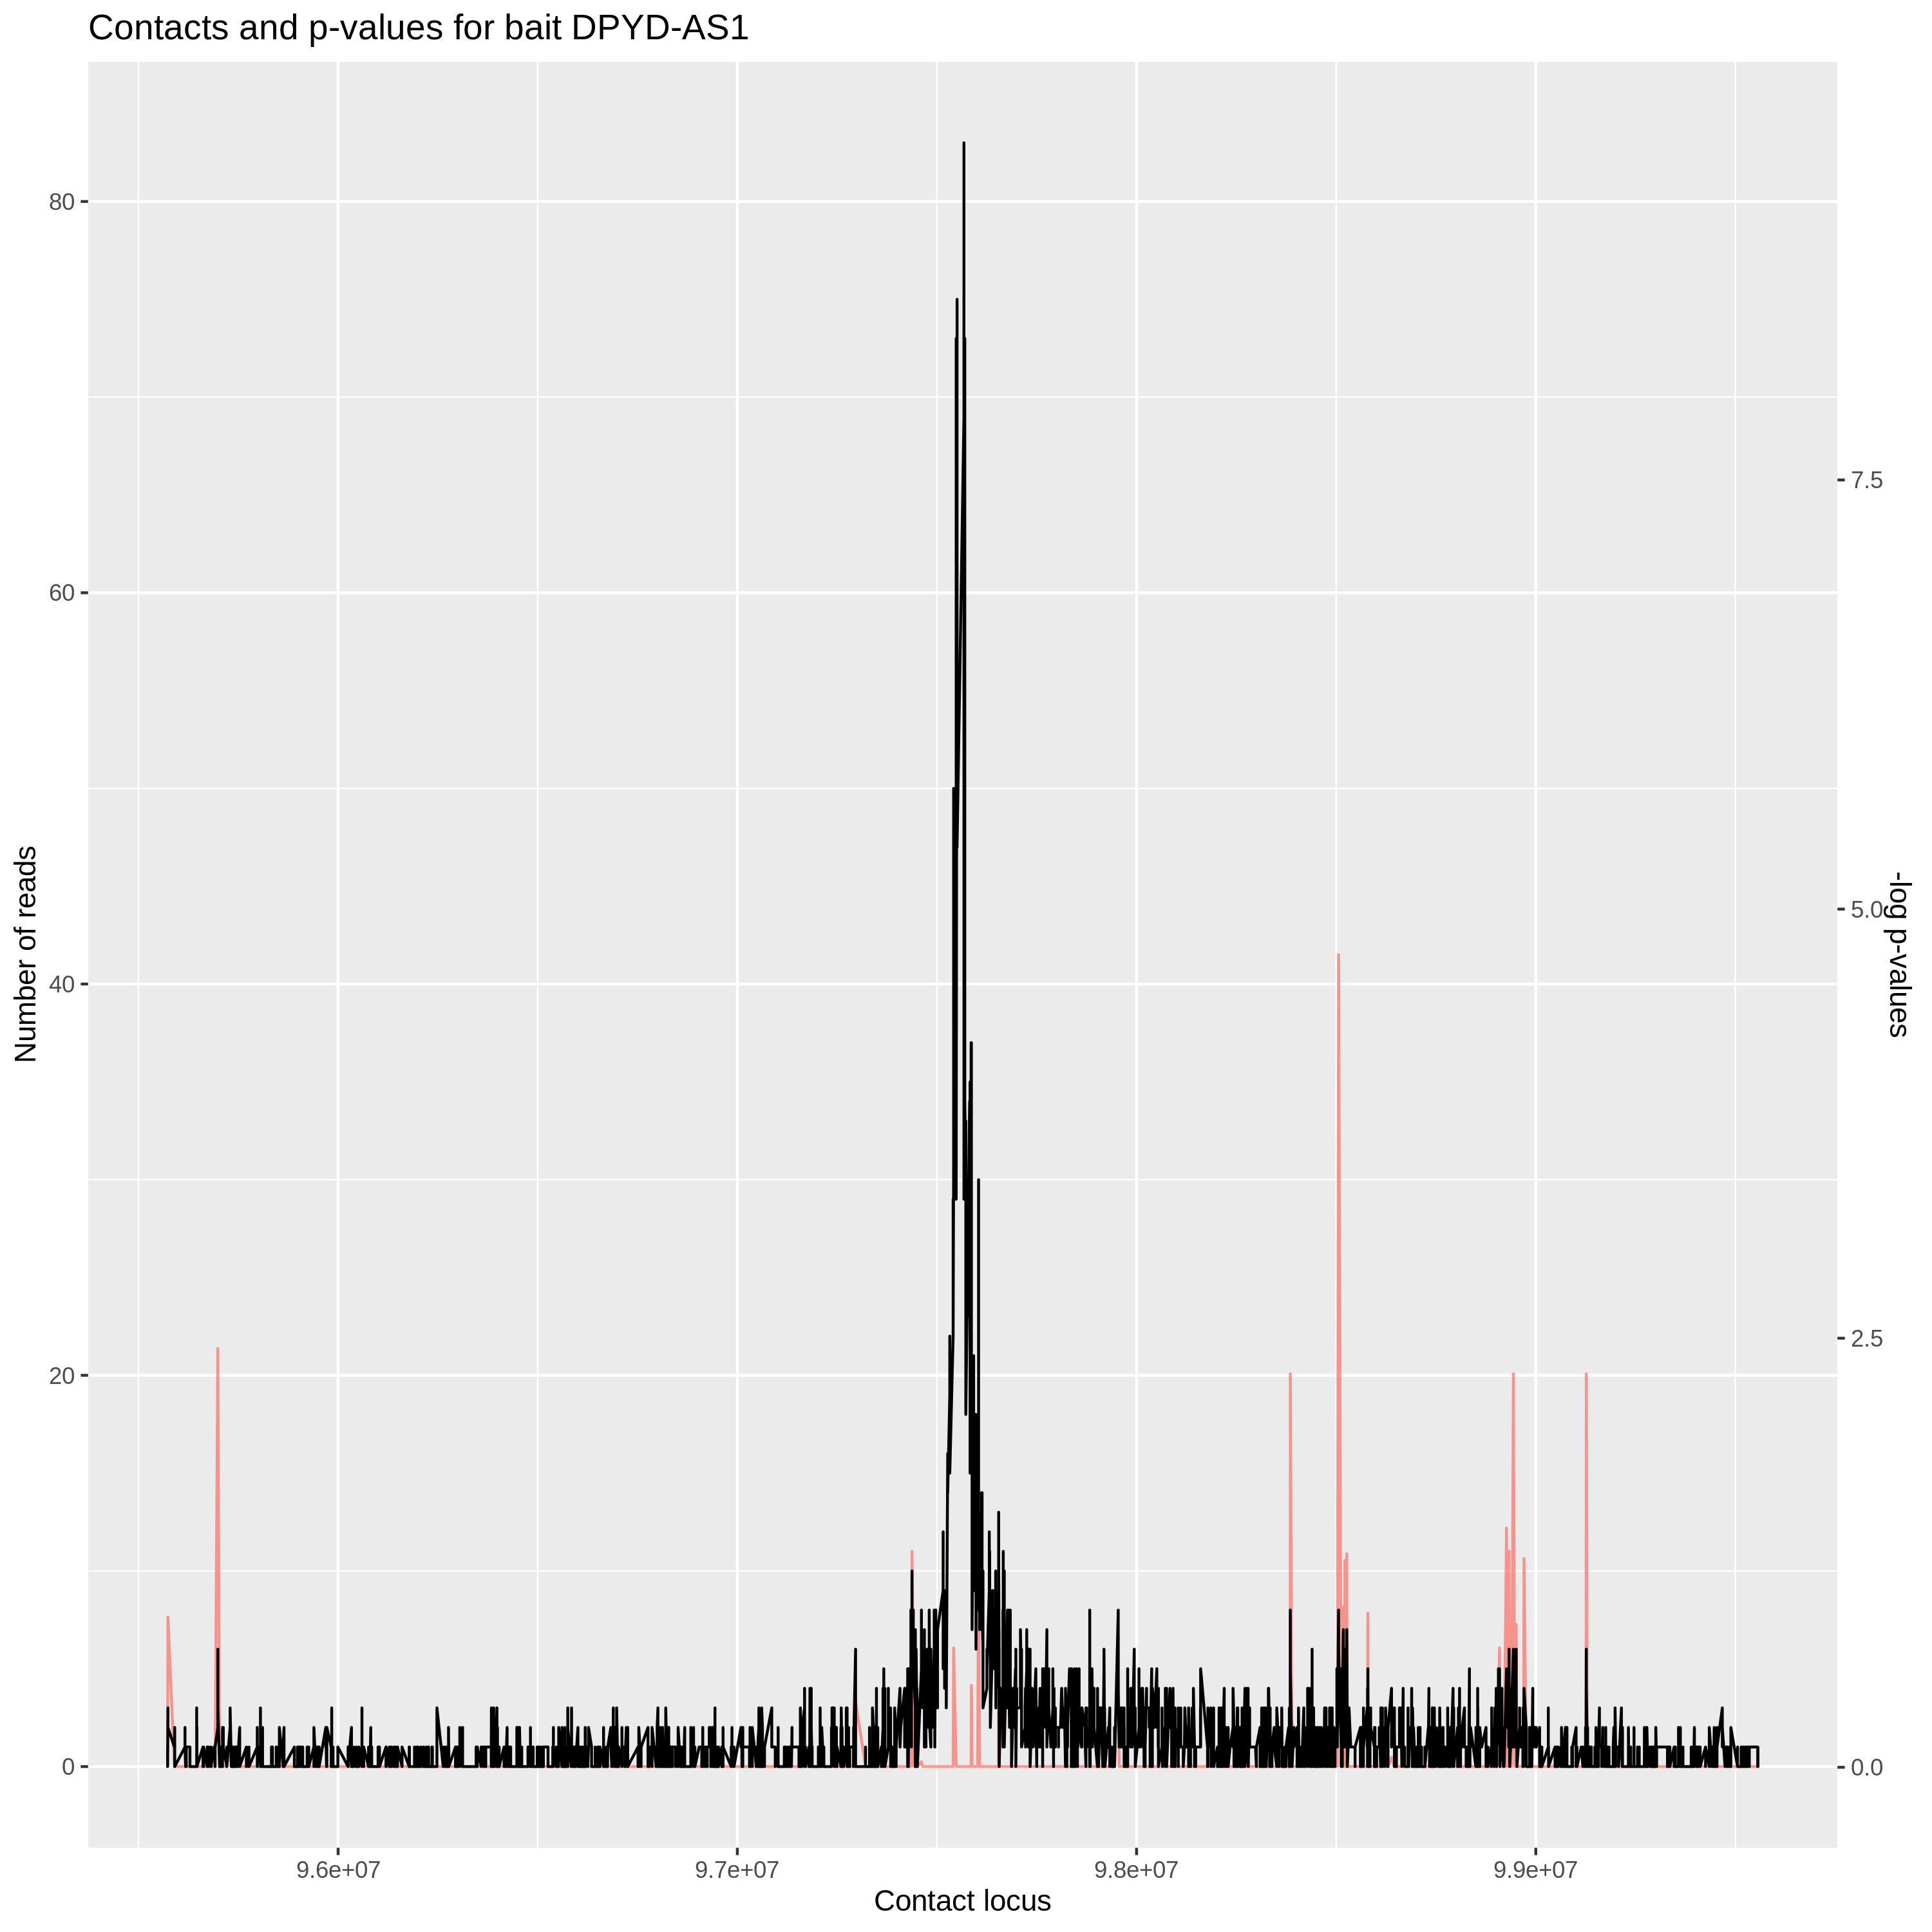 Contacts and p-values for bait DPYD-AS1
80
60
40
20
0
Number of reads
7.5
5.0
2.5
0.0
-log p-values
9.6e+07
9.7e+07
9.8e+07
9.9e+07
Contact locus